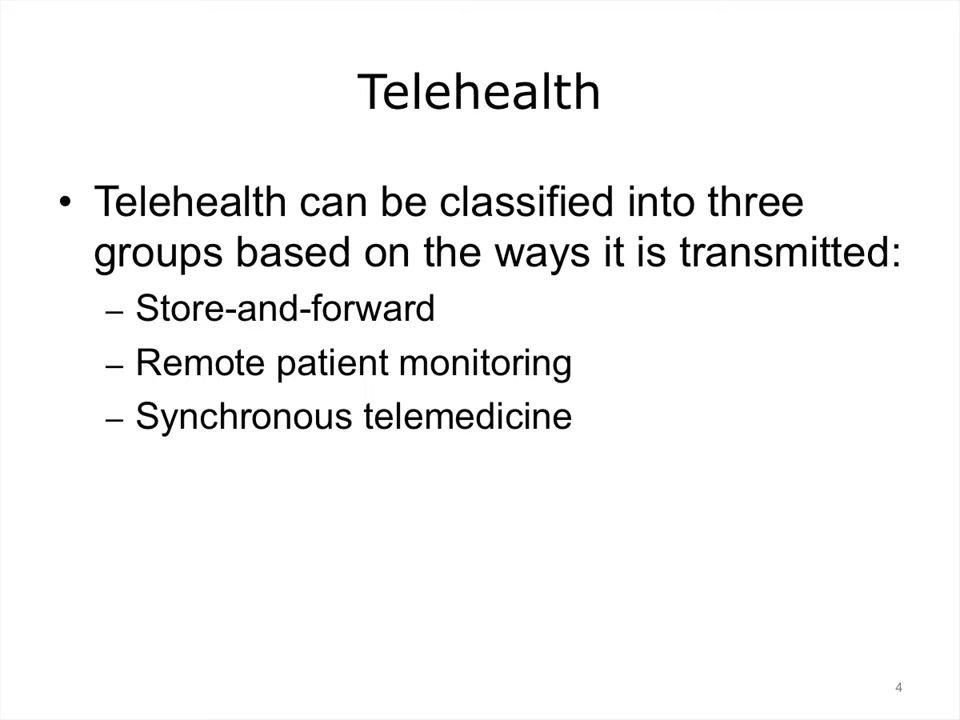 Telehealth
• Telehealth can be classified into three
groups based on the ways it is transmitted:
– Store-and-forward
– Remote patient monitoring
– Synchronous telemedicine
4